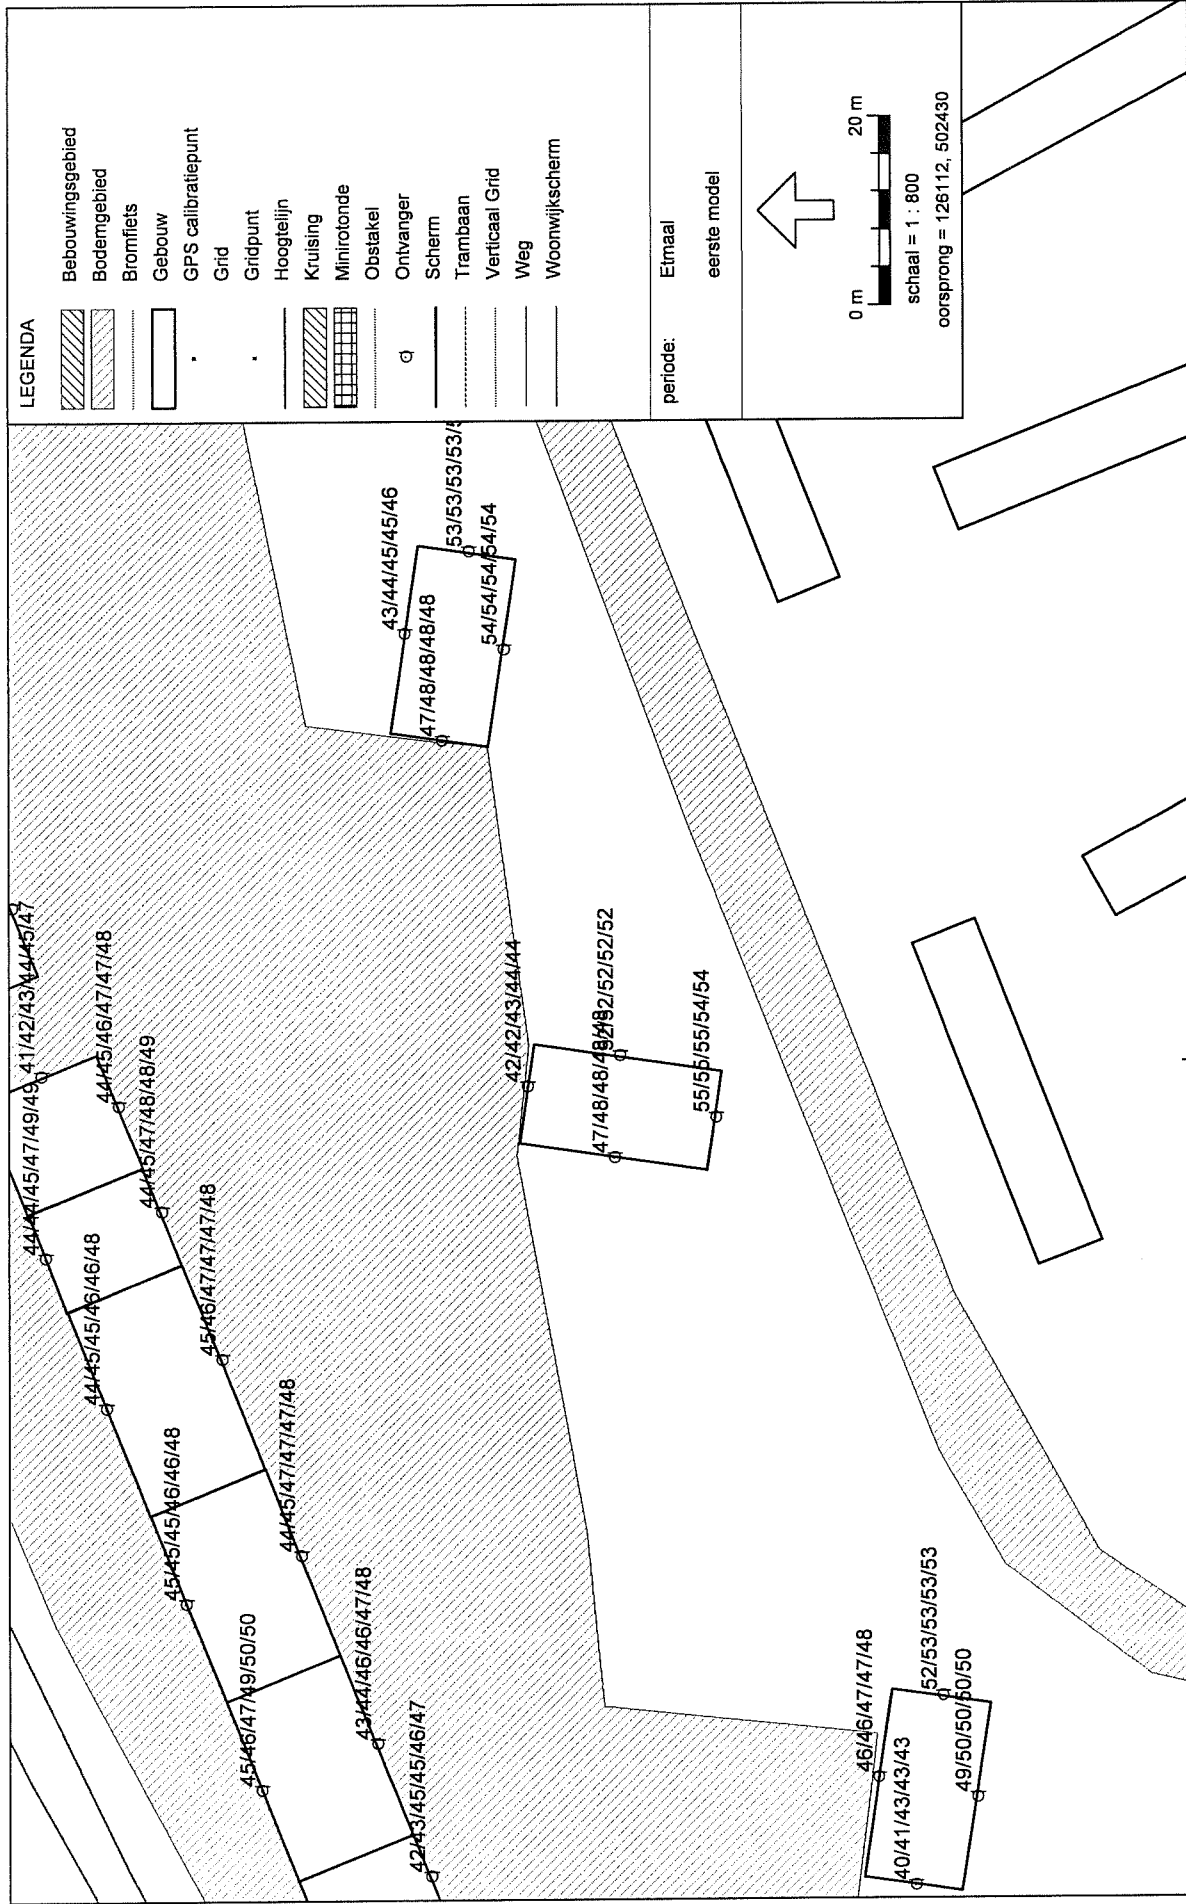 LEGENDA
Bebouwingsgebied
Bodemgebied
Bromfiets
Gebouw
GPS calibratiepunt
Grid
Gridpunt
Hoogtelijn
Kruising
Minirotonde
Obstakel
Ontvanger
Scherm
Trambaan
Verticaal Grid
Weg
Woonwijkscherm
periode: Etmaal
eerste model
0 m 20 m
schaal = 1 : 800
oorsprong = 126112, 502430
41/42/43/44/45/47
44/44/45/47/49/49
44/45/46/47/47/48
44/45/47/48/48/49
44/45/45/46/46/48
45/46/47/47/47/48
45/45/45/46/46/48
44/45/47/47/47/48
45/46/47/49/50/50
43/44/46/46/47/48
42/43/45/45/46/47
43/44/45/45/46
53/53/53/53/
47/48/48/48/48
54/54/54/54/54
42/42/43/44/44
52/52/52/52/52
47/48/48/48/48
55/55/55/54/54
46/46/47/47/48
52/53/53/53/53
40/41/43/43/43
49/50/50/50/50